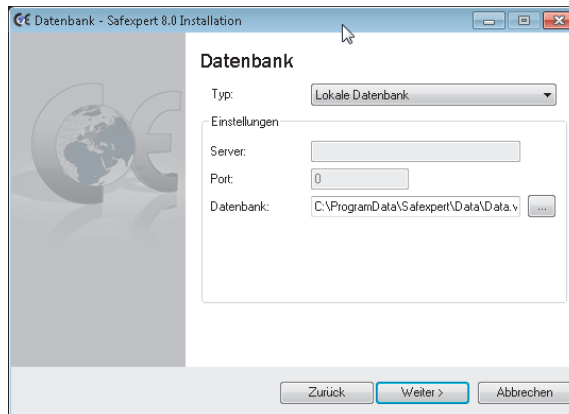 Datenbank - Safexpert 8.0 Installation
Datenbank
Typ: Lokale Datenbank
Einstellungen
Server:
Port: 0
Datenbank: C:\ProgramData\Safexpert\Data\Data.v ...
Zurück Weiter > Abbrechen